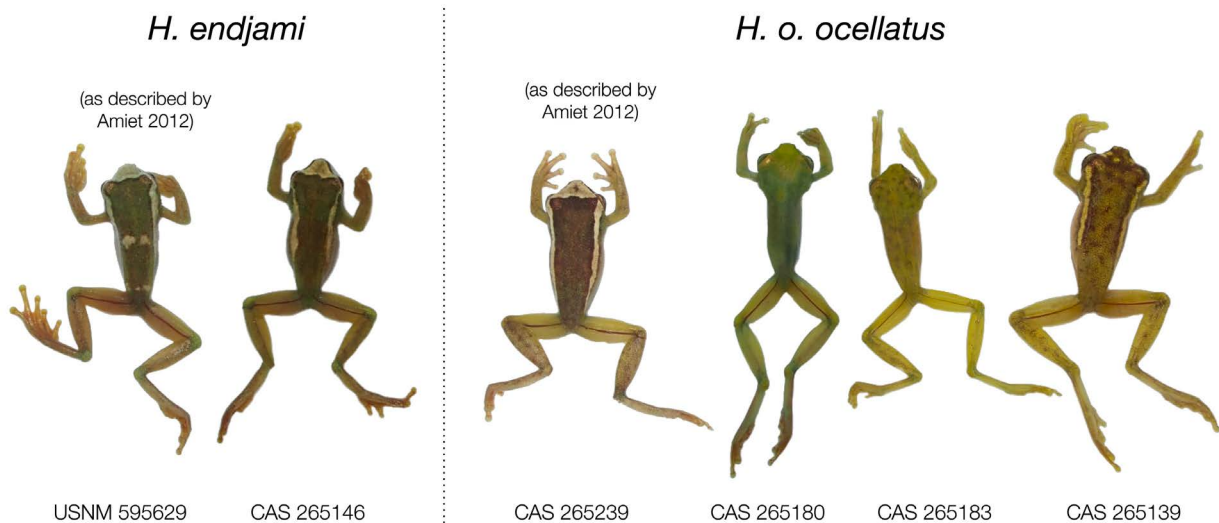 H. endjami
H. o. ocellatus
(as described by
Amiet 2012)
(as described by
Amiet 2012)
USNM 595629
CAS 265146
CAS 265239
CAS 265180
CAS 265183
CAS 265139